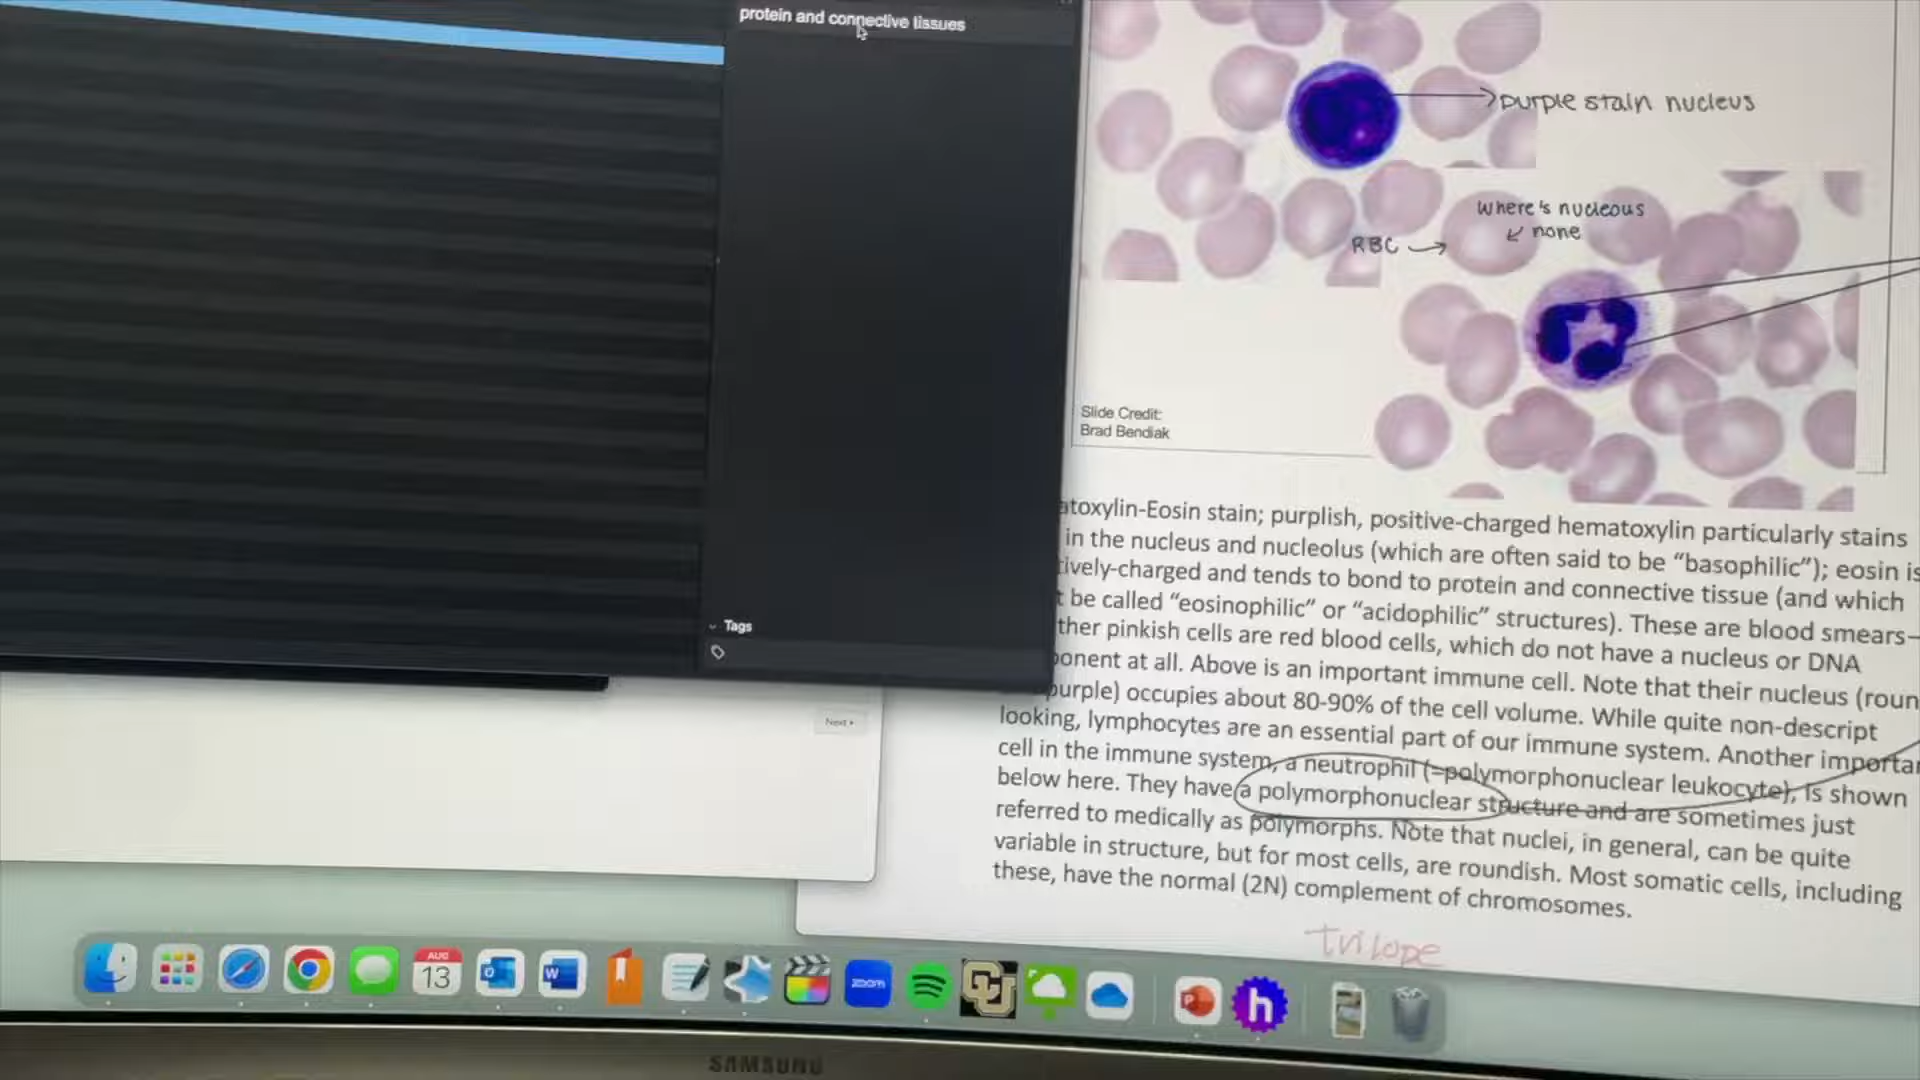 protein and connective tissues
purple stain nucleus
where's nucleous
none
RBC
Slide Credit:
Brad Bendiak
atoxylin-Eosin stain; purplish, positive-charged hematoxylin particularly stains
in the nucleus and nucleolus (which are often said to be “basophilic”); eosin is
tively-charged and tends to bond to protein and connective tissue (and which
t be called “eosinophilic” or “acidophilic” structures). These are blood smears–
ther pinkish cells are red blood cells, which do not have a nucleus or DNA
ponent at all. Above is an important immune cell. Note that their nucleus (roun
purple) occupies about 80-90% of the cell volume. While quite non-descript
looking, lymphocytes are an essential part of our immune system. Another importan
cell in the immune system, a neutrophil (=polymorphonuclear leukocyte), is shown
below here. They have a polymorphonuclear structure and are sometimes just
referred to medically as polymorphs. Note that nuclei, in general, can be quite
variable in structure, but for most cells, are roundish. Most somatic cells, including
these, have the normal (2N) complement of chromosomes.
trilope
Tags
Next
AUG
13
O
W
zoom
CU
P
h
SAMSUNG